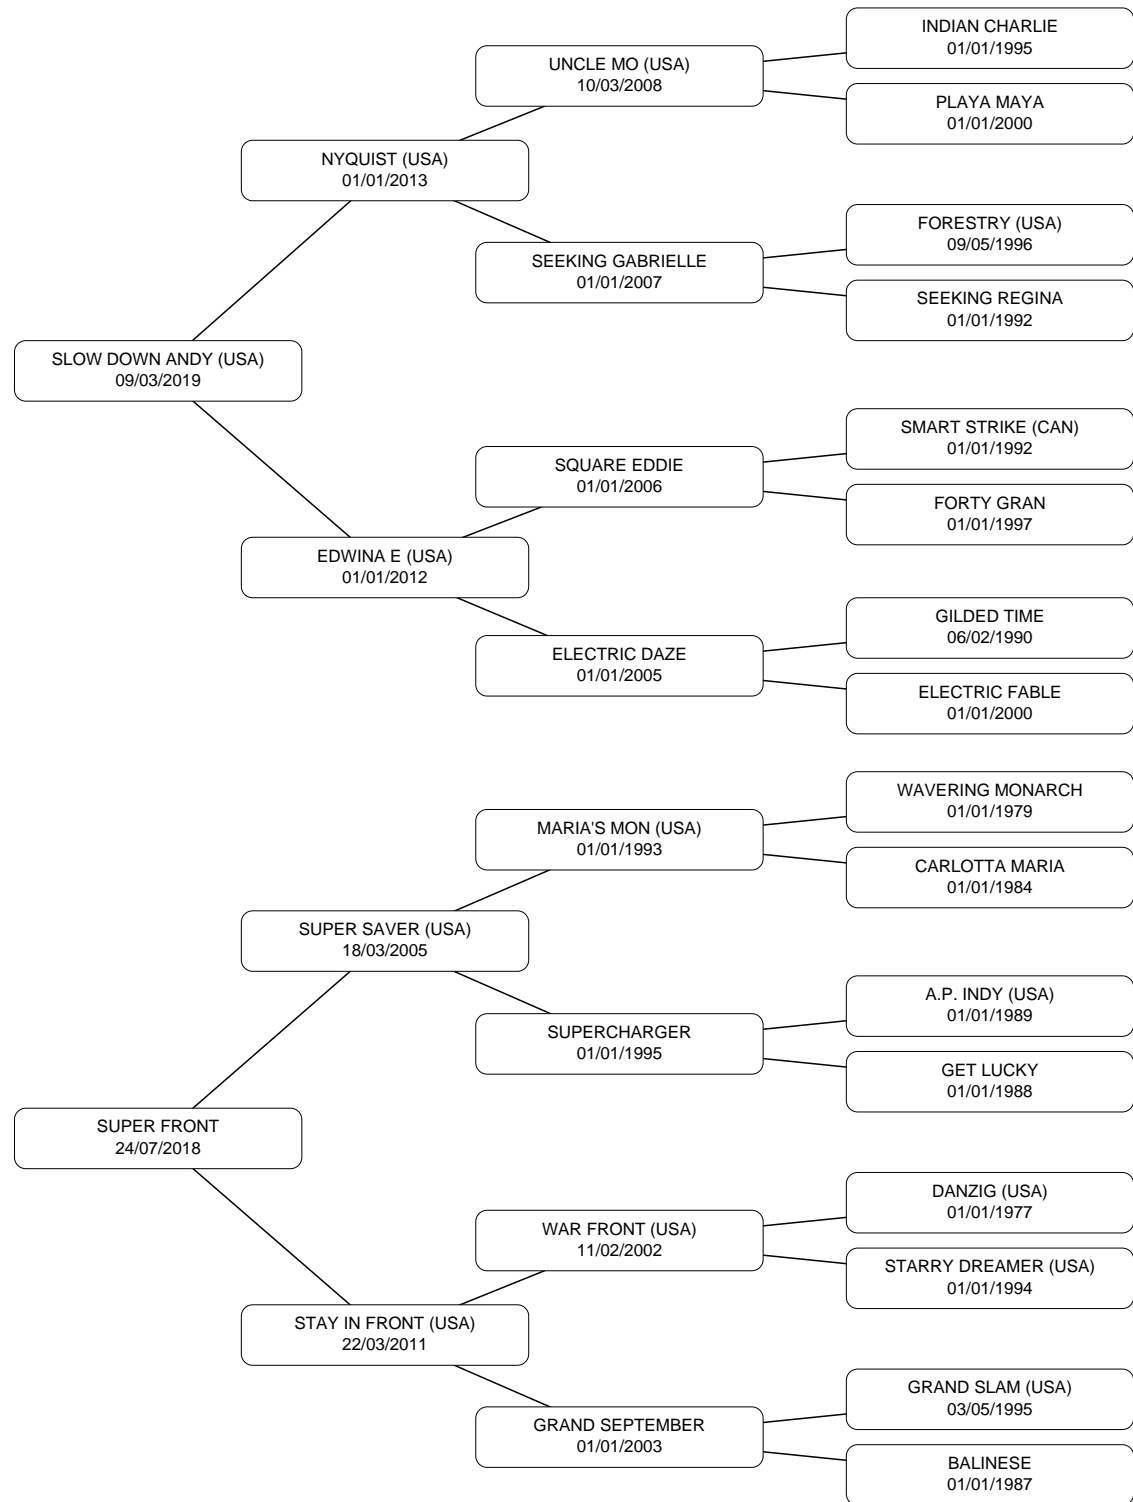 INDIAN CHARLIE
01/01/1995
UNCLE MO (USA)
10/03/2008
PLAYA MAYA
01/01/2000
NYQUIST (USA)
01/01/2013
FORESTRY (USA)
09/05/1996
SEEKING GABRIELLE
01/01/2007
SEEKING REGINA
01/01/1992
SLOW DOWN ANDY (USA)
09/03/2019
SMART STRIKE (CAN)
01/01/1992
SQUARE EDDIE
01/01/2006
FORTY GRAN
01/01/1997
EDWINA E (USA)
01/01/2012
GILDED TIME
06/02/1990
ELECTRIC DAZE
01/01/2005
ELECTRIC FABLE
01/01/2000
WAVERING MONARCH
01/01/1979
MARIA'S MON (USA)
01/01/1993
CARLOTTA MARIA
01/01/1984
SUPER SAVER (USA)
18/03/2005
A.P. INDY (USA)
01/01/1989
SUPERCHARGER
01/01/1995
GET LUCKY
01/01/1988
SUPER FRONT
24/07/2018
DANZIG (USA)
01/01/1977
WAR FRONT (USA)
11/02/2002
STARRY DREAMER (USA)
01/01/1994
STAY IN FRONT (USA)
22/03/2011
GRAND SLAM (USA)
03/05/1995
GRAND SEPTEMBER
01/01/2003
BALINESE
01/01/1987